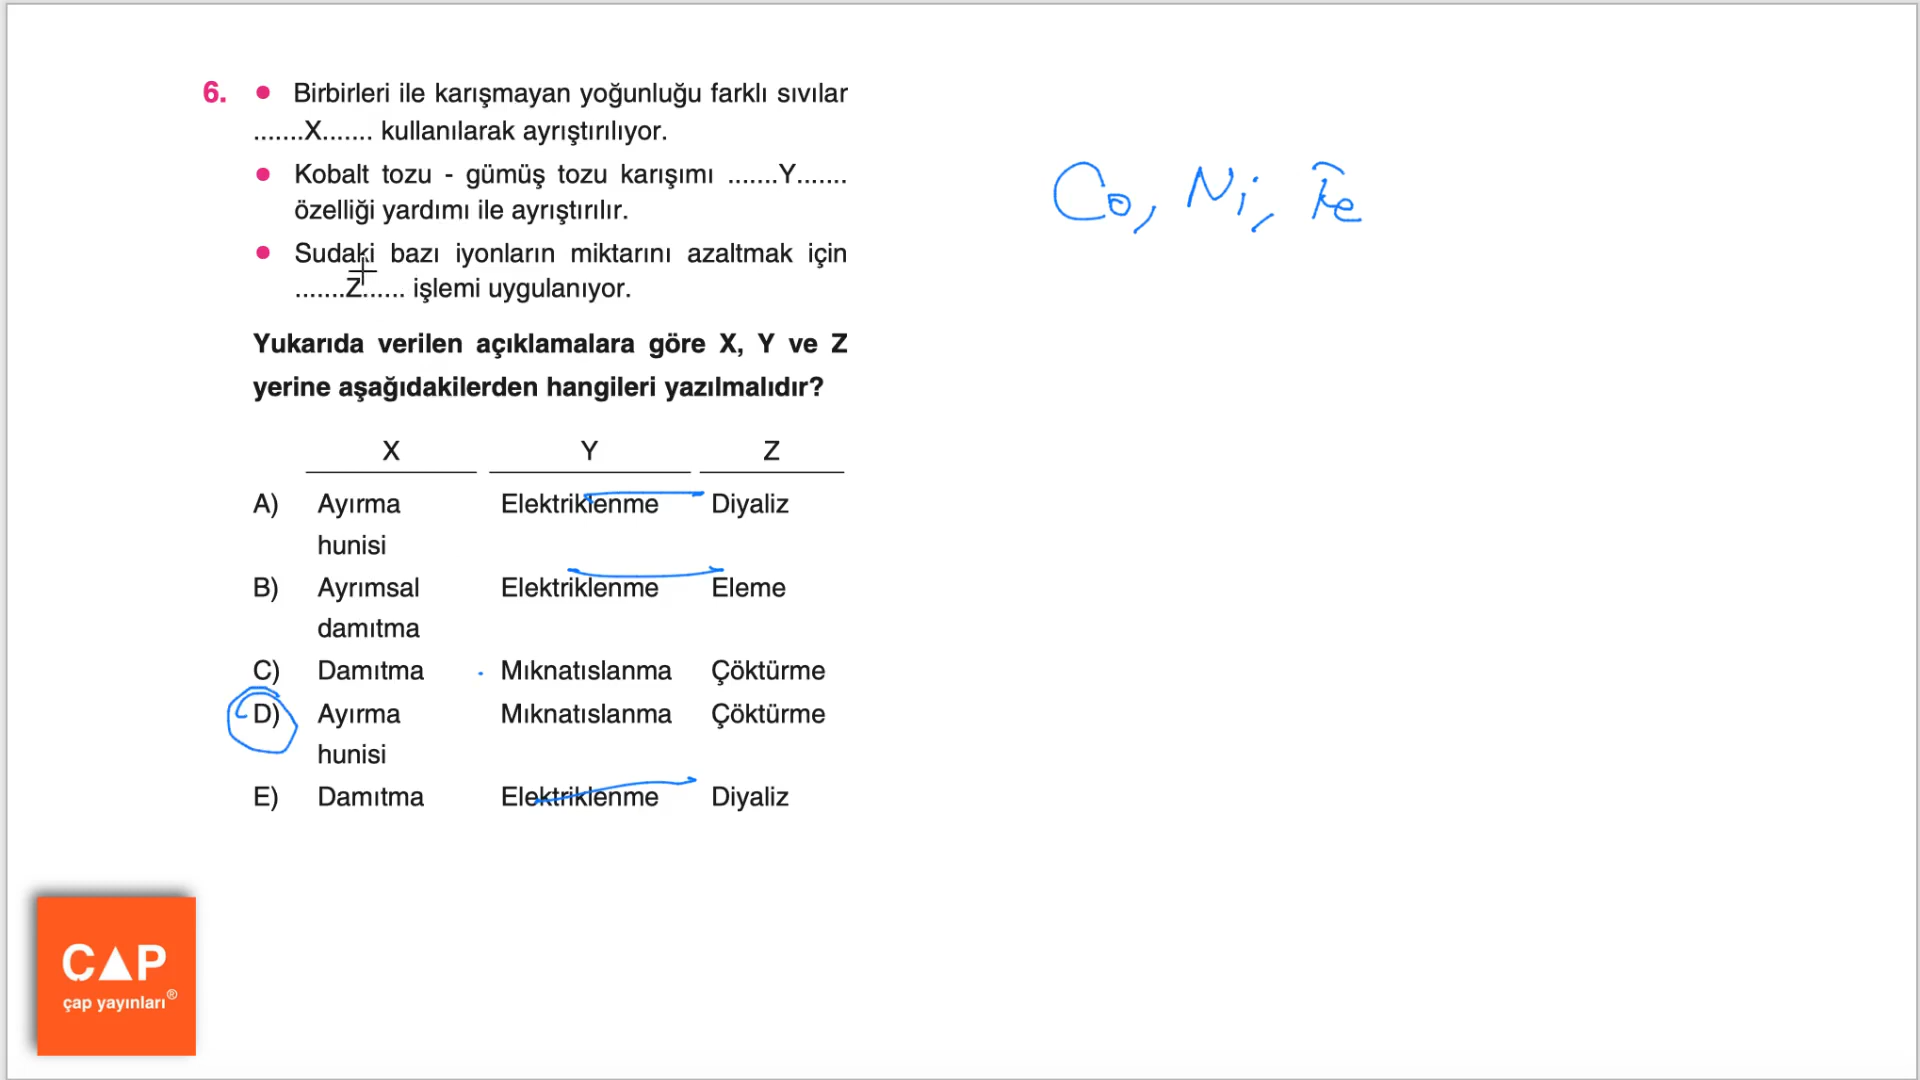 6. • Birbirleri ile karışmayan yoğunluğu farklı sıvılar
.......X....... kullanılarak ayrıştırılıyor.
• Kobalt tozu - gümüş tozu karışımı .......Y.......
özelliği yardımı ile ayrıştırılır.
• Sudaki bazı iyonların miktarını azaltmak için
.......Z...... işlemi uygulanıyor.
Co, Ni, Fe
Yukarıda verilen açıklamalara göre X, Y ve Z
yerine aşağıdakilerden hangileri yazılmalıdır?
X Y Z
A) Ayırma Elektriklenme Diyaliz
hunisi
B) Ayrımsal Elektriklenme Eleme
damıtma
C) Damıtma Mıknatıslanma Çöktürme
D) Ayırma Mıknatıslanma Çöktürme
hunisi
E) Damıtma Elektriklenme Diyaliz
ÇAP
çap yayınları®